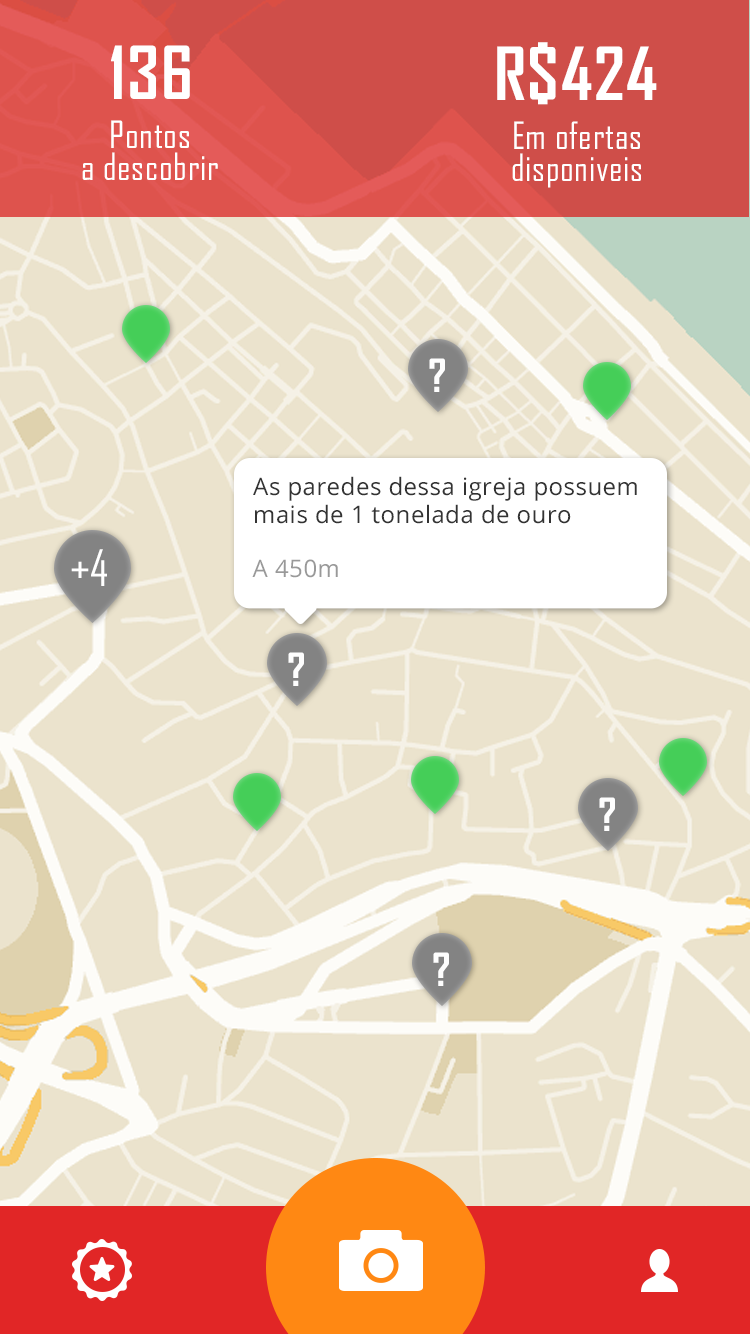 136
Pontos
a descobrir
R$424
Em ofertas
disponiveis
?
As paredes dessa igreja possuem
mais de 1 tonelada de ouro
A 450m
+4
?
?
?